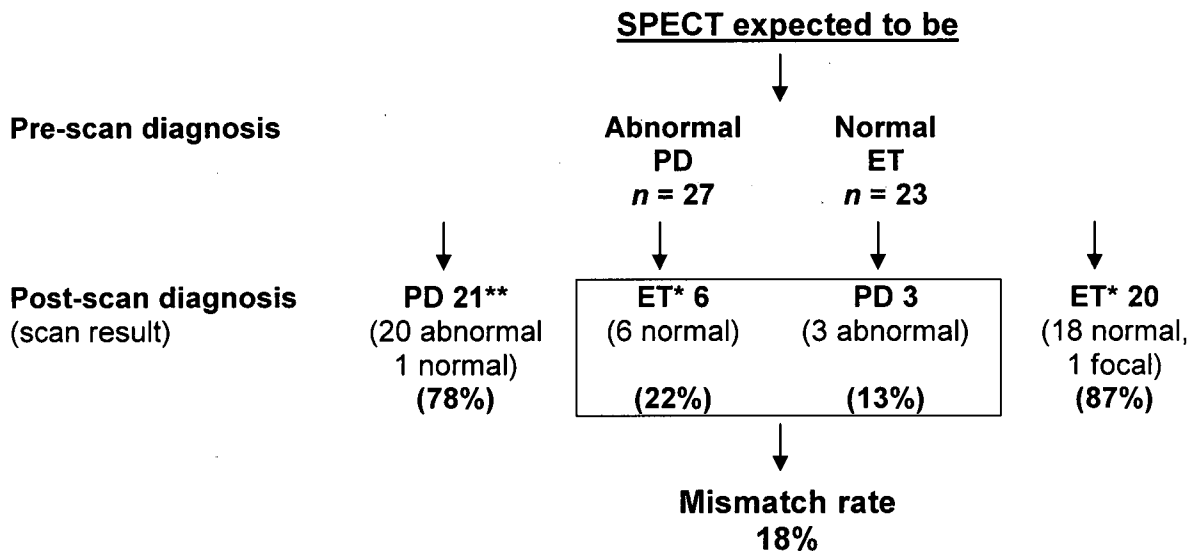 SPECT expected to be
Pre-scan diagnosis
Abnormal
PD
n = 27
Normal
ET
n = 23
Post-scan diagnosis
(scan result)
PD 21**
(20 abnormal
1 normal)
(78%)
ET* 6
(6 normal)
(22%)
PD 3
(3 abnormal)
(13%)
ET* 20
(18 normal,
1 focal)
(87%)
Mismatch rate
18%